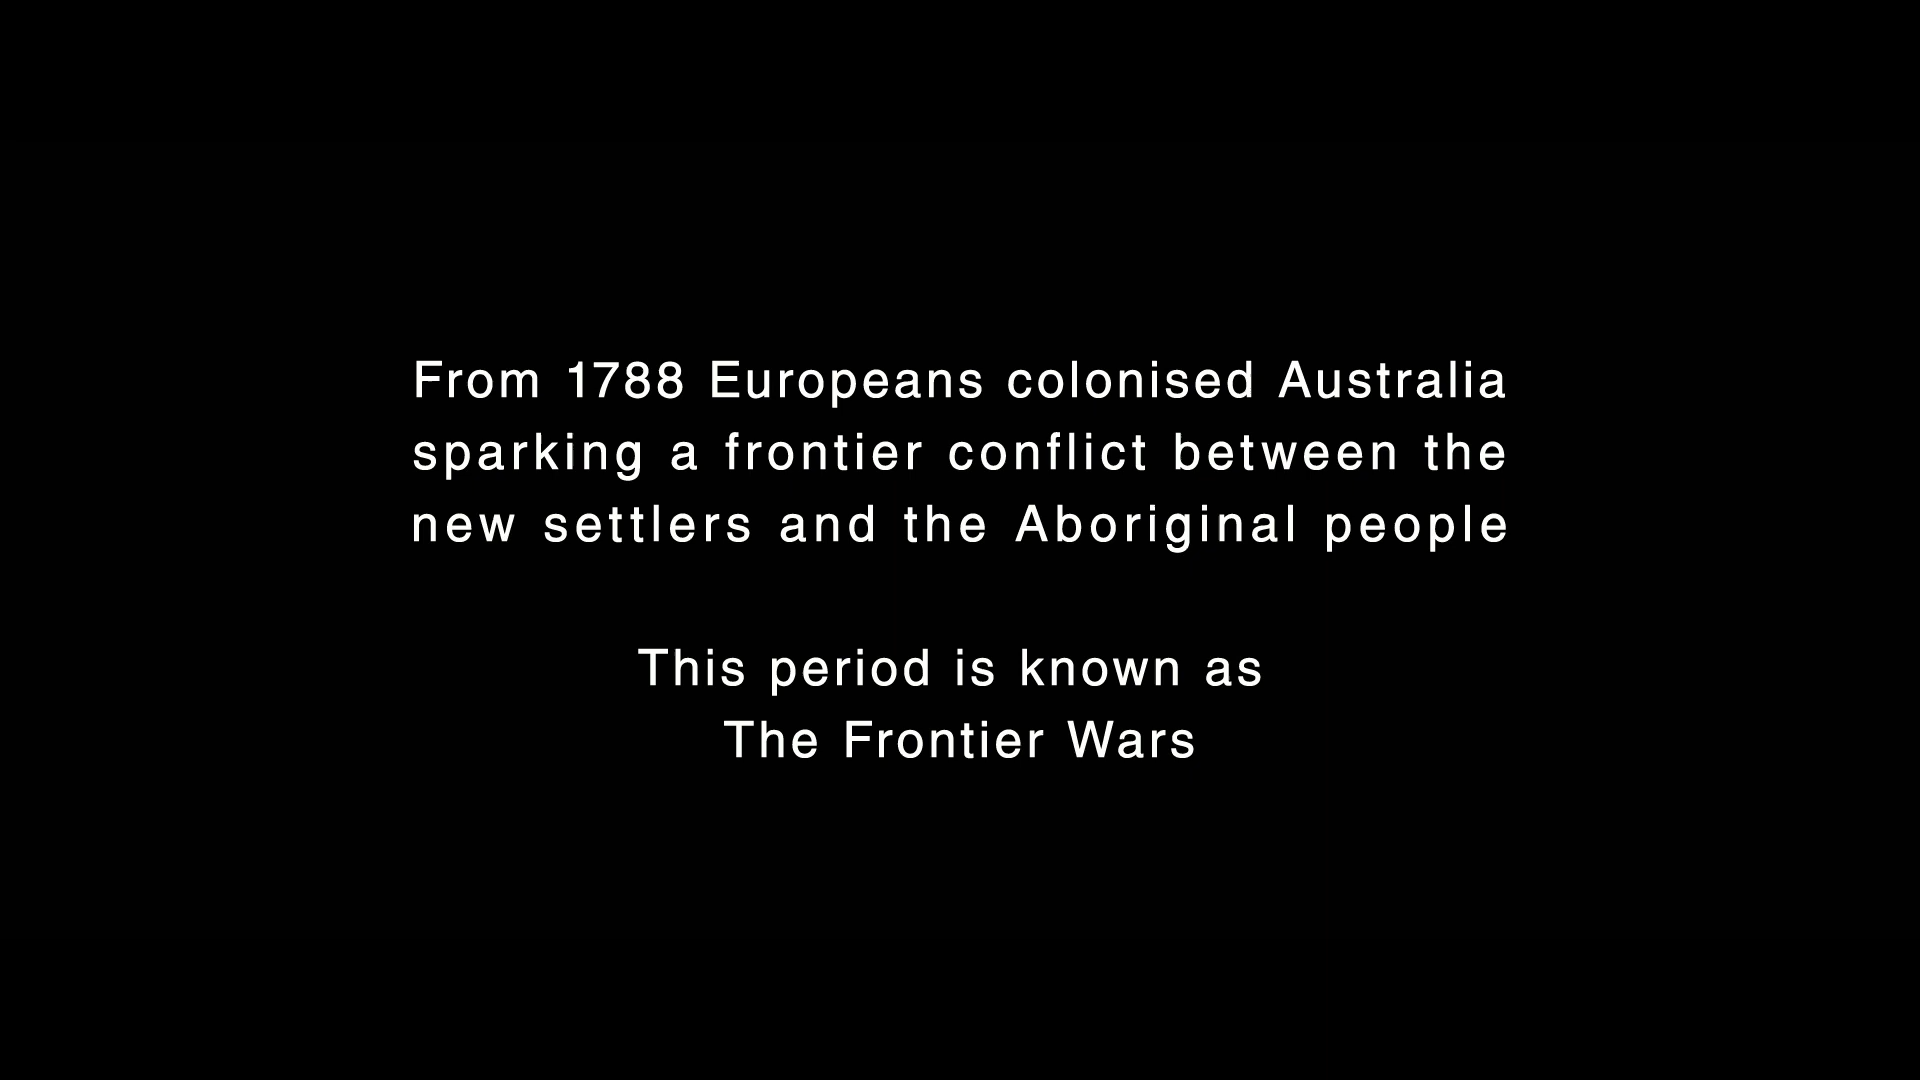 From 1788 Europeans colonised Australia
sparking a frontier conflict between the
new settlers and the Aboriginal people
This period is known as
The Frontier Wars